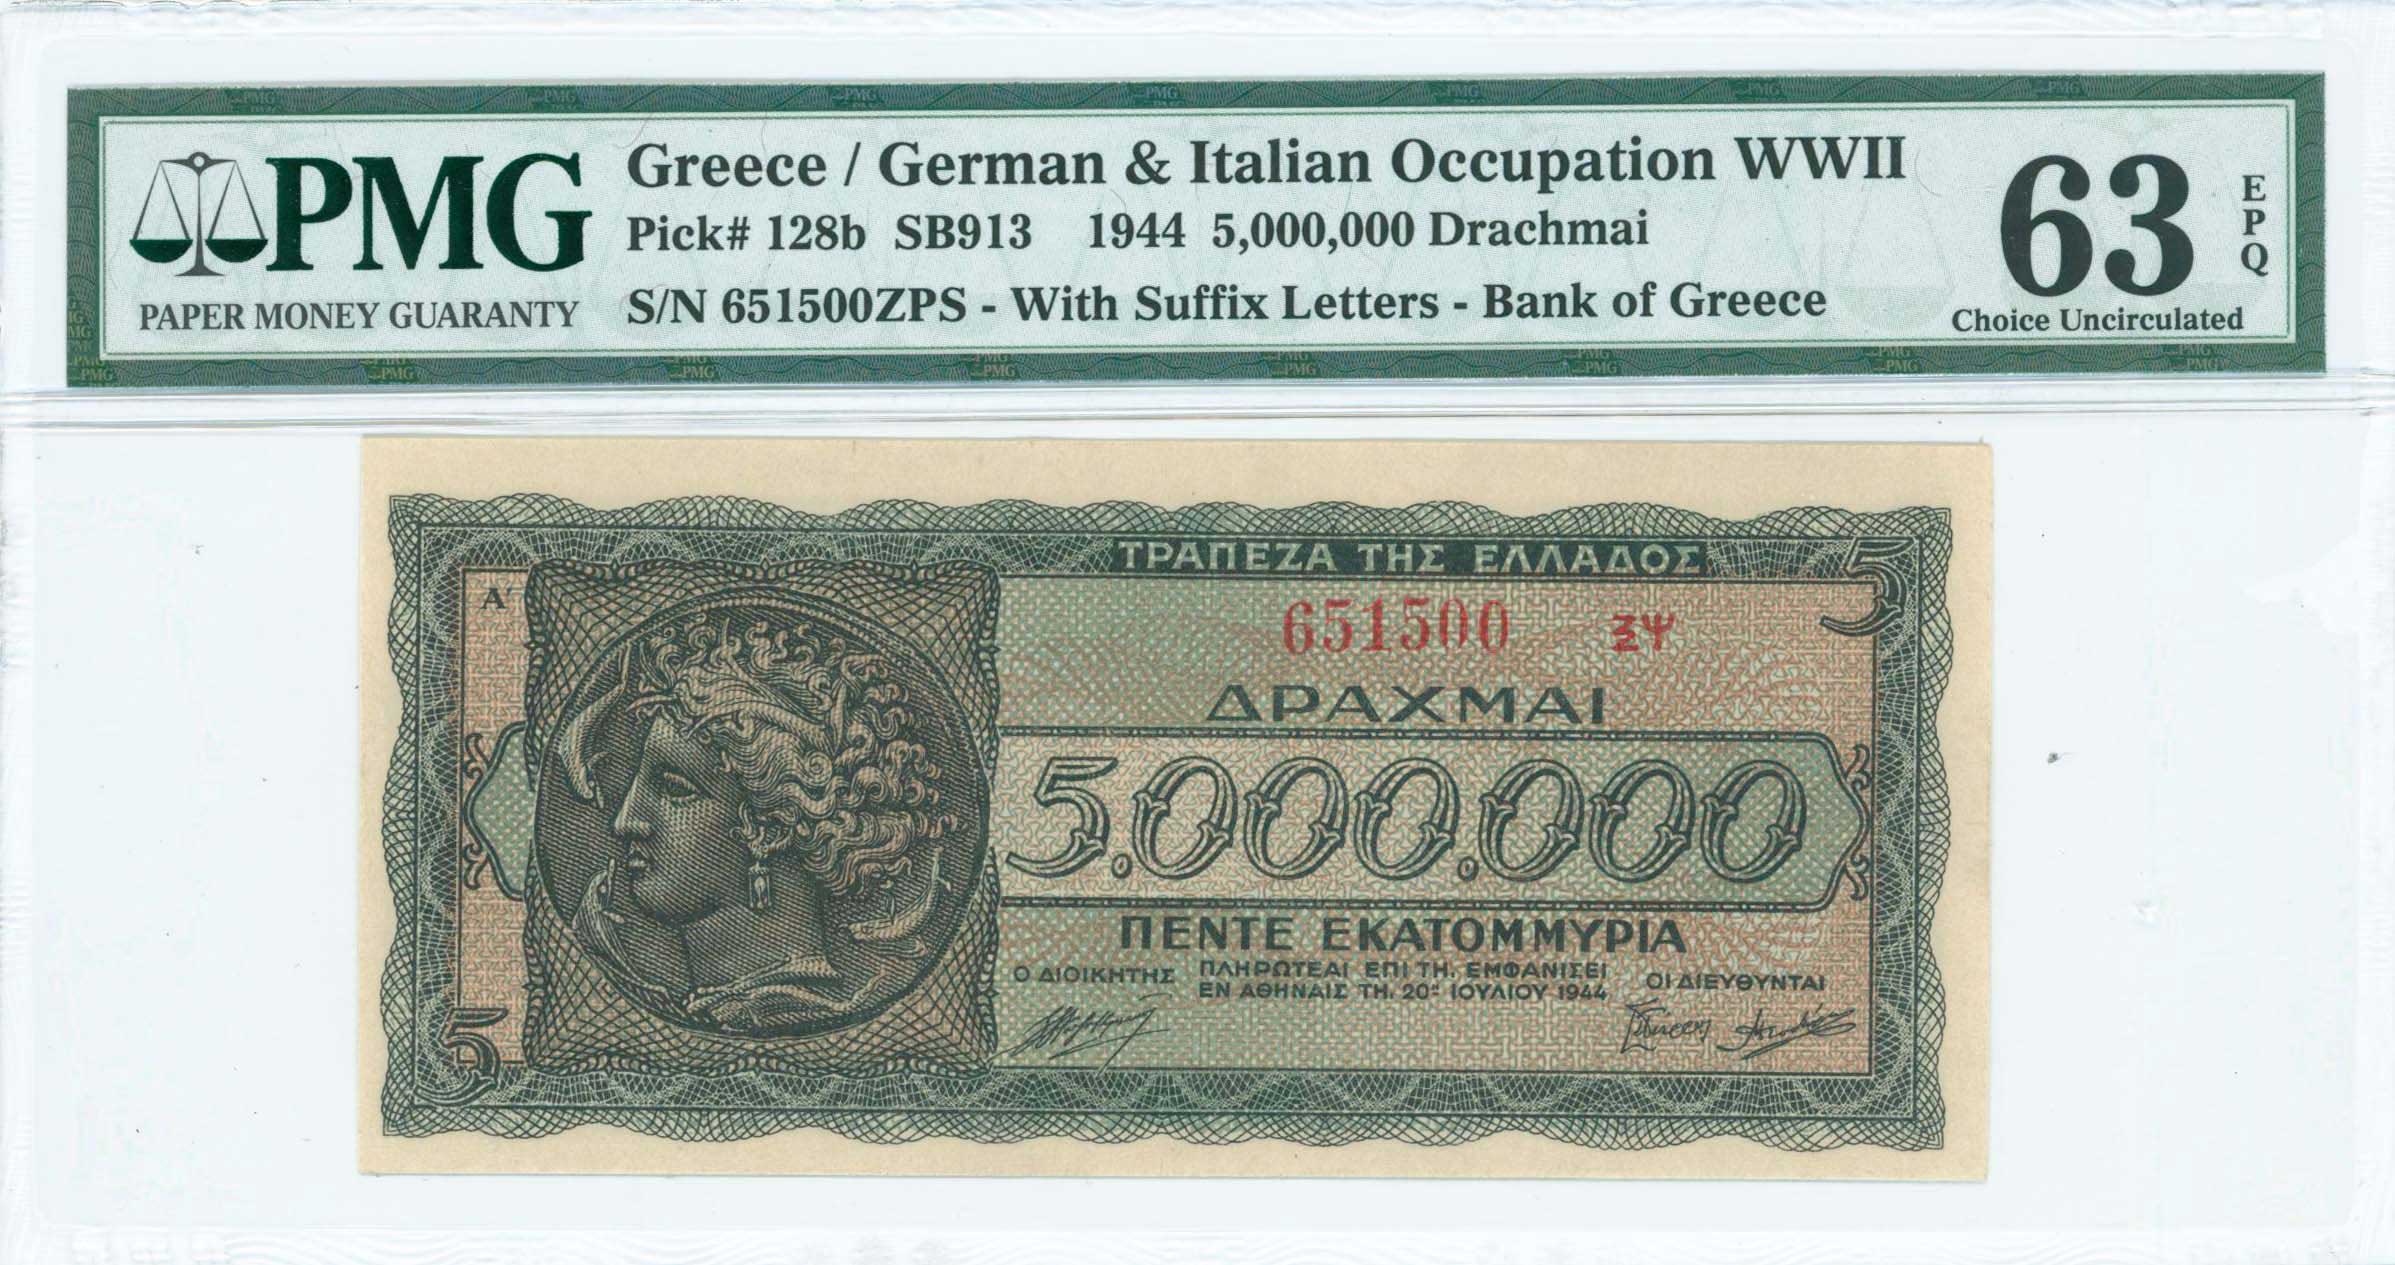 PMG
PAPER MONEY GUARANTY
Greece / German & Italian Occupation WWII
Pick# 128b SB913 1944 5,000,000 Drachmai
S/N 651500ZPS - With Suffix Letters - Bank of Greece
63
EPQ
Choice Uncirculated
ΤΡΑΠΕΖΑ ΤΗΣ ΕΛΛΑΔΟΣ
5
Α'
651500 ΞΨ
ΔΡΑΧΜΑΙ
5.000.000
ΠΕΝΤΕ ΕΚΑΤΟΜΜΥΡΙΑ
Ο ΔΙΟΙΚΗΤΗΣ
ΠΛΗΡΩΤΕΑΙ ΕΠΙ ΤΗ. ΕΜΦΑΝΙΣΕΙ
ΕΝ ΑΘΗΝΑΙΣ ΤΗ. 20ῌ ΙΟΥΛΙΟΥ 1944
ΟΙ ΔΙΕΥΘΥΝΤΑΙ
5